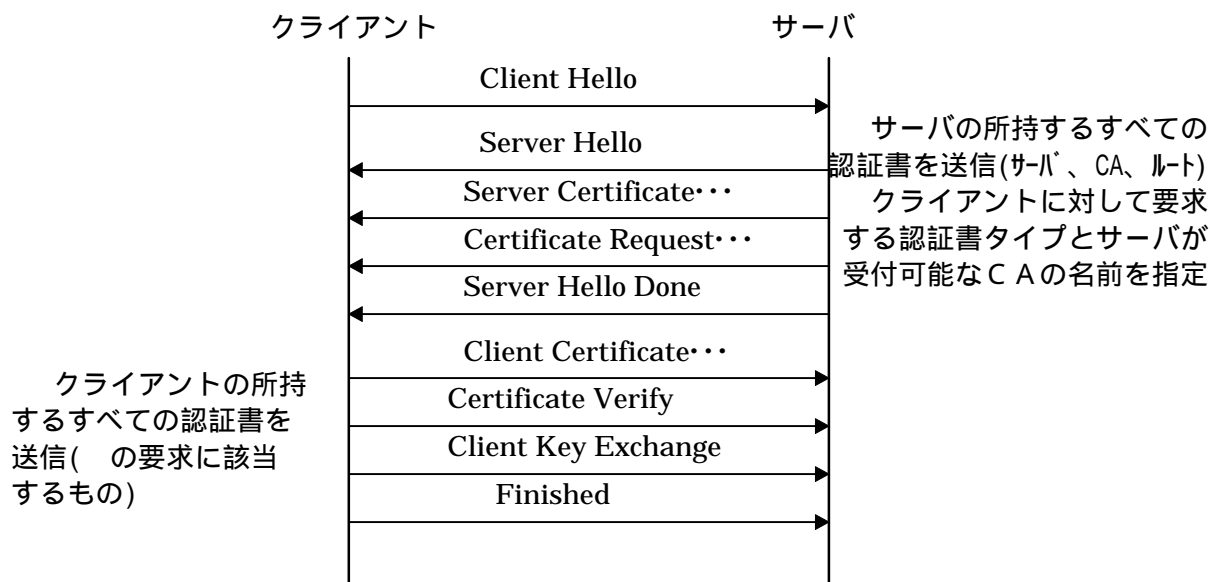 クライアント サーバ
Client Hello
Server Hello
Server Certificate･･･
Certificate Request･･･
Server Hello Done
Client Certificate･･･
Certificate Verify
Client Key Exchange
Finished
サーバの所持するすべての
認証書を送信(ｻｰﾊﾞ、CA、ﾙｰﾄ)
クライアントに対して要求
する認証書タイプとサーバが
受付可能なＣＡの名前を指定
クライアントの所持
するすべての認証書を
送信(　の要求に該当
するもの)